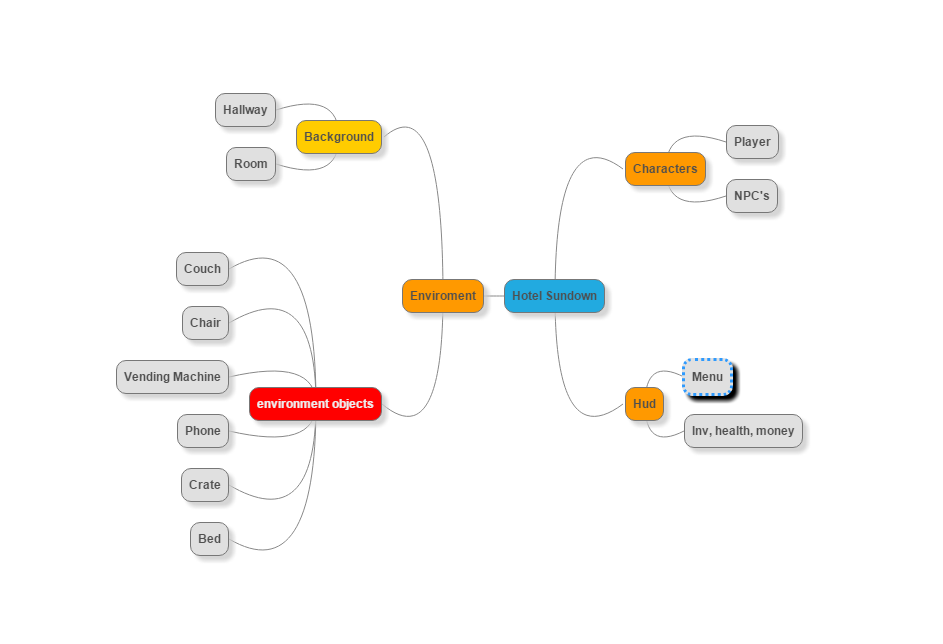 Hallway
Background
Room
Player
Characters
NPC's
Couch
Enviroment
Hotel Sundown
Chair
Vending Machine
environment objects
Phone
Crate
Bed
Menu
Hud
Inv, health, money